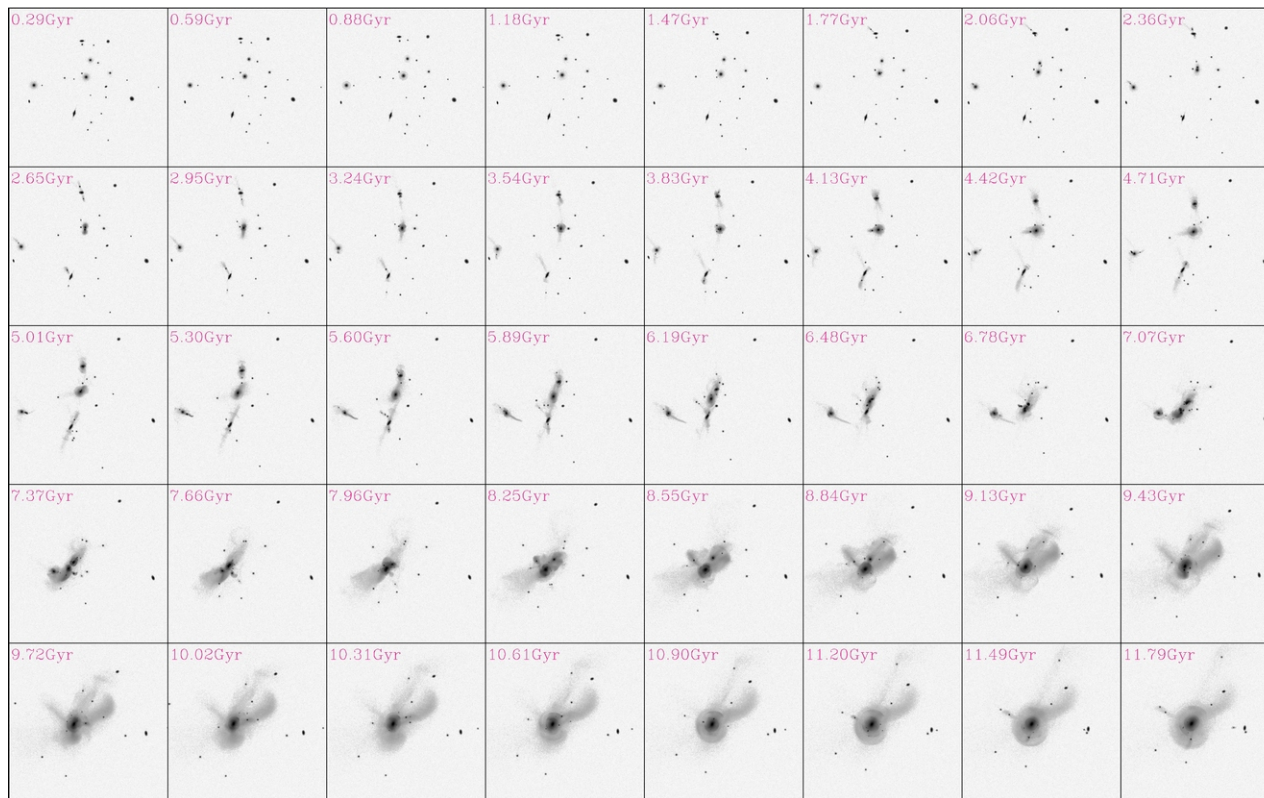 0.29Gyr 0.59Gyr 0.88Gyr 1.18Gyr 1.47Gyr 1.77Gyr 2.06Gyr 2.36Gyr
2.65Gyr 2.95Gyr 3.24Gyr 3.54Gyr 3.83Gyr 4.13Gyr 4.42Gyr 4.71Gyr
5.01Gyr 5.30Gyr 5.60Gyr 5.89Gyr 6.19Gyr 6.48Gyr 6.78Gyr 7.07Gyr
7.37Gyr 7.66Gyr 7.96Gyr 8.25Gyr 8.55Gyr 8.84Gyr 9.13Gyr 9.43Gyr
9.72Gyr 10.02Gyr 10.31Gyr 10.61Gyr 10.90Gyr 11.20Gyr 11.49Gyr 11.79Gyr